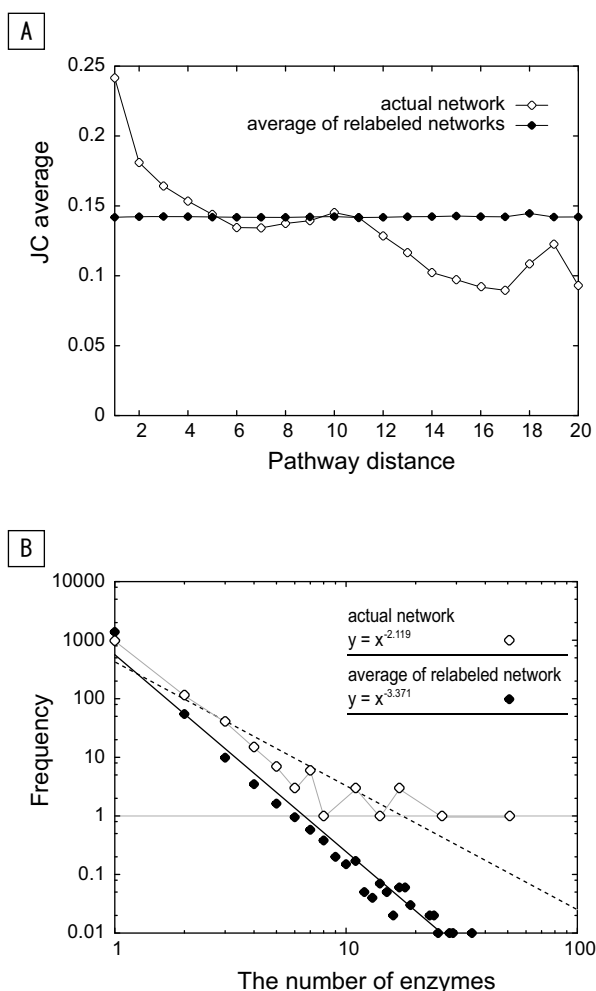 A
0.25
0.2
0.15
0.1
0.05
0
JC average
actual network
average of relabeled networks
2 4 6 8 10 12 14 16 18 20
Pathway distance
B
10000
1000
100
10
1
0.1
0.01
Frequency
actual network
y = x^-2.119
average of relabeled network
y = x^-3.371
1 10 100
The number of enzymes